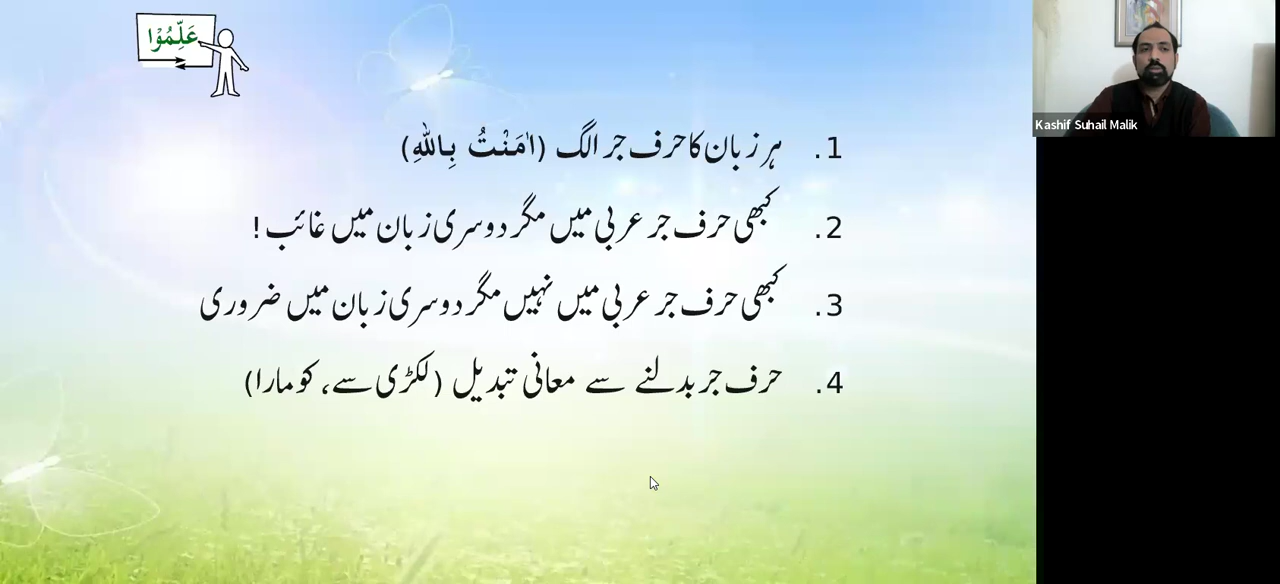 عَلِّمُوْا
1. ہر زبان کا حرف جر الگ (اٰمَنْتُ بِاللّٰهِ)
2. کبھی حرف جر عربی میں مگر دوسری زبان میں غائب!
3. کبھی حرف جر عربی میں نہیں مگر دوسری زبان میں ضروری
4. حرف جر بدلنے سے معانی تبدیل (لکڑی سے، کو مارا)
Kashif Suhail Malik